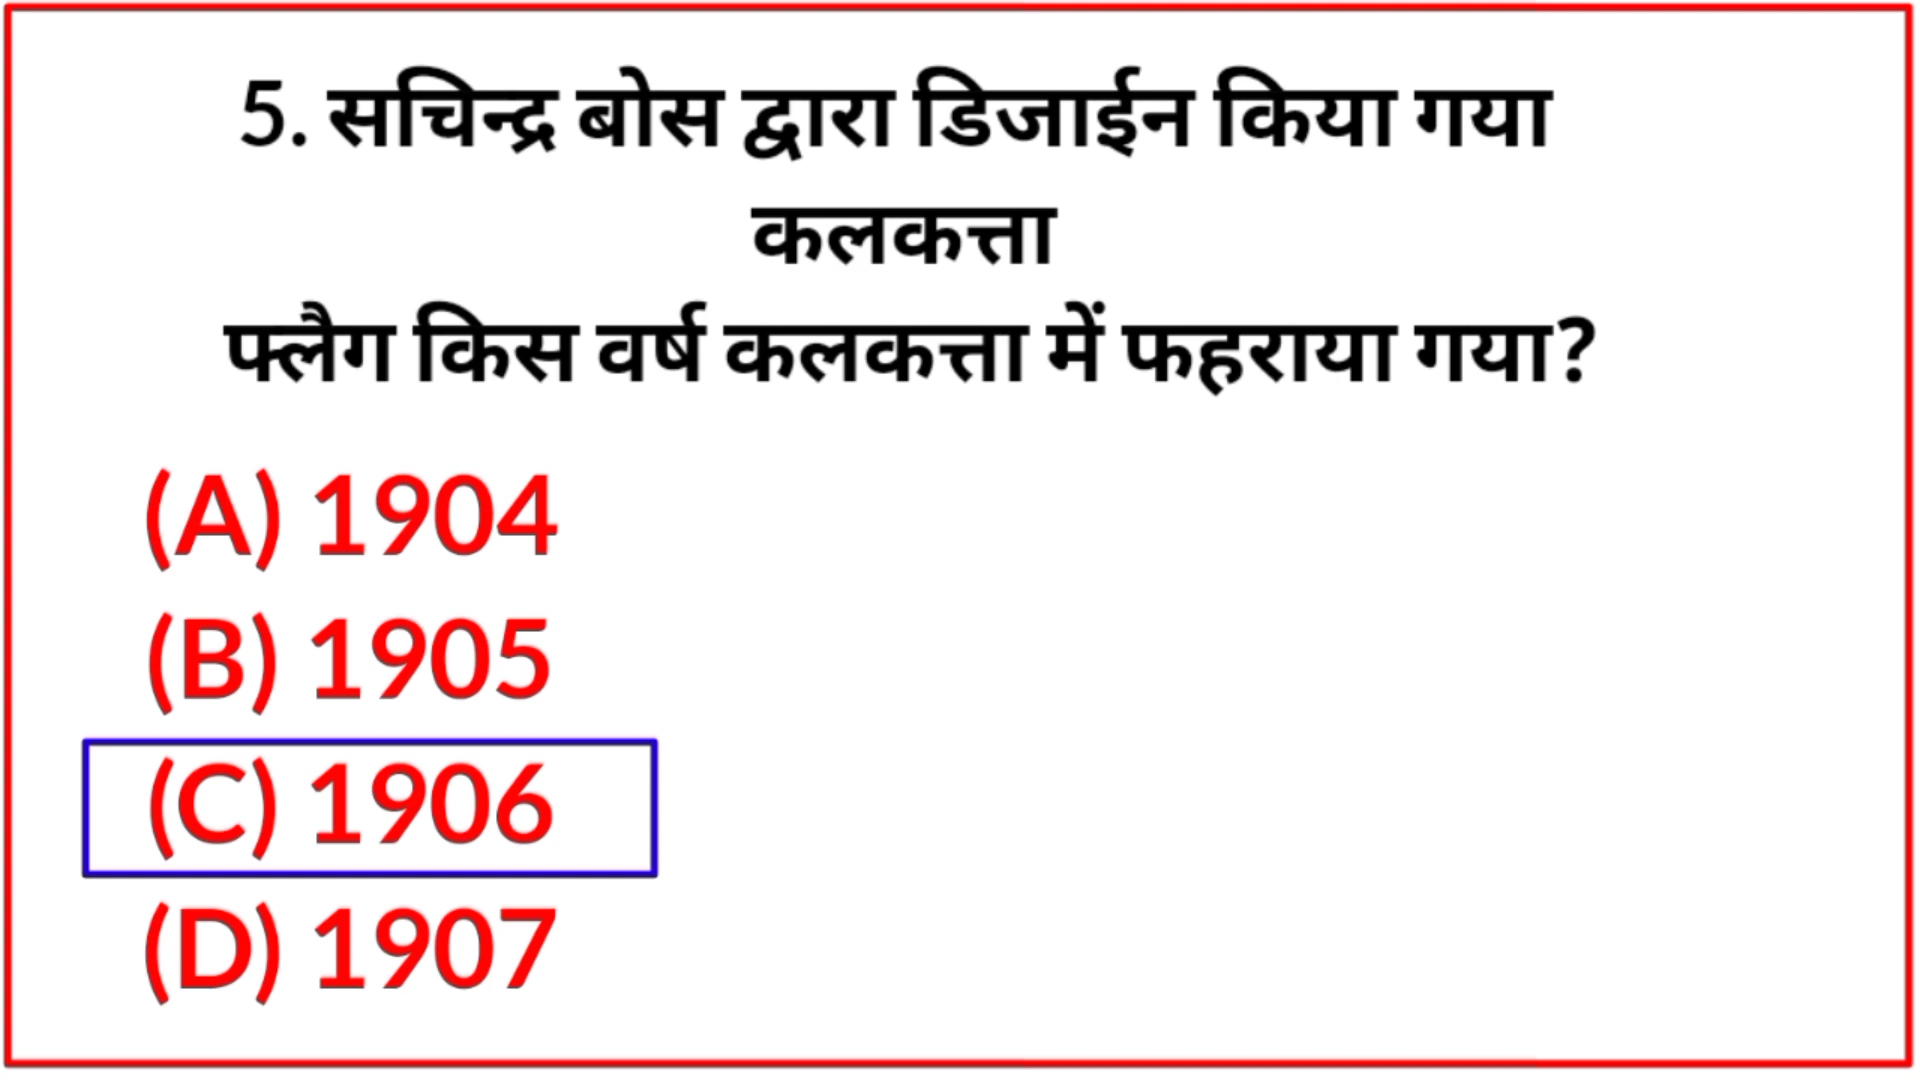 5. सचिन्द्र बोस द्वारा डिजाईन किया गया
कलकत्ता
फ्लैग किस वर्ष कलकत्ता में फहराया गया?
(A) 1904
(B) 1905
(C) 1906
(D) 1907